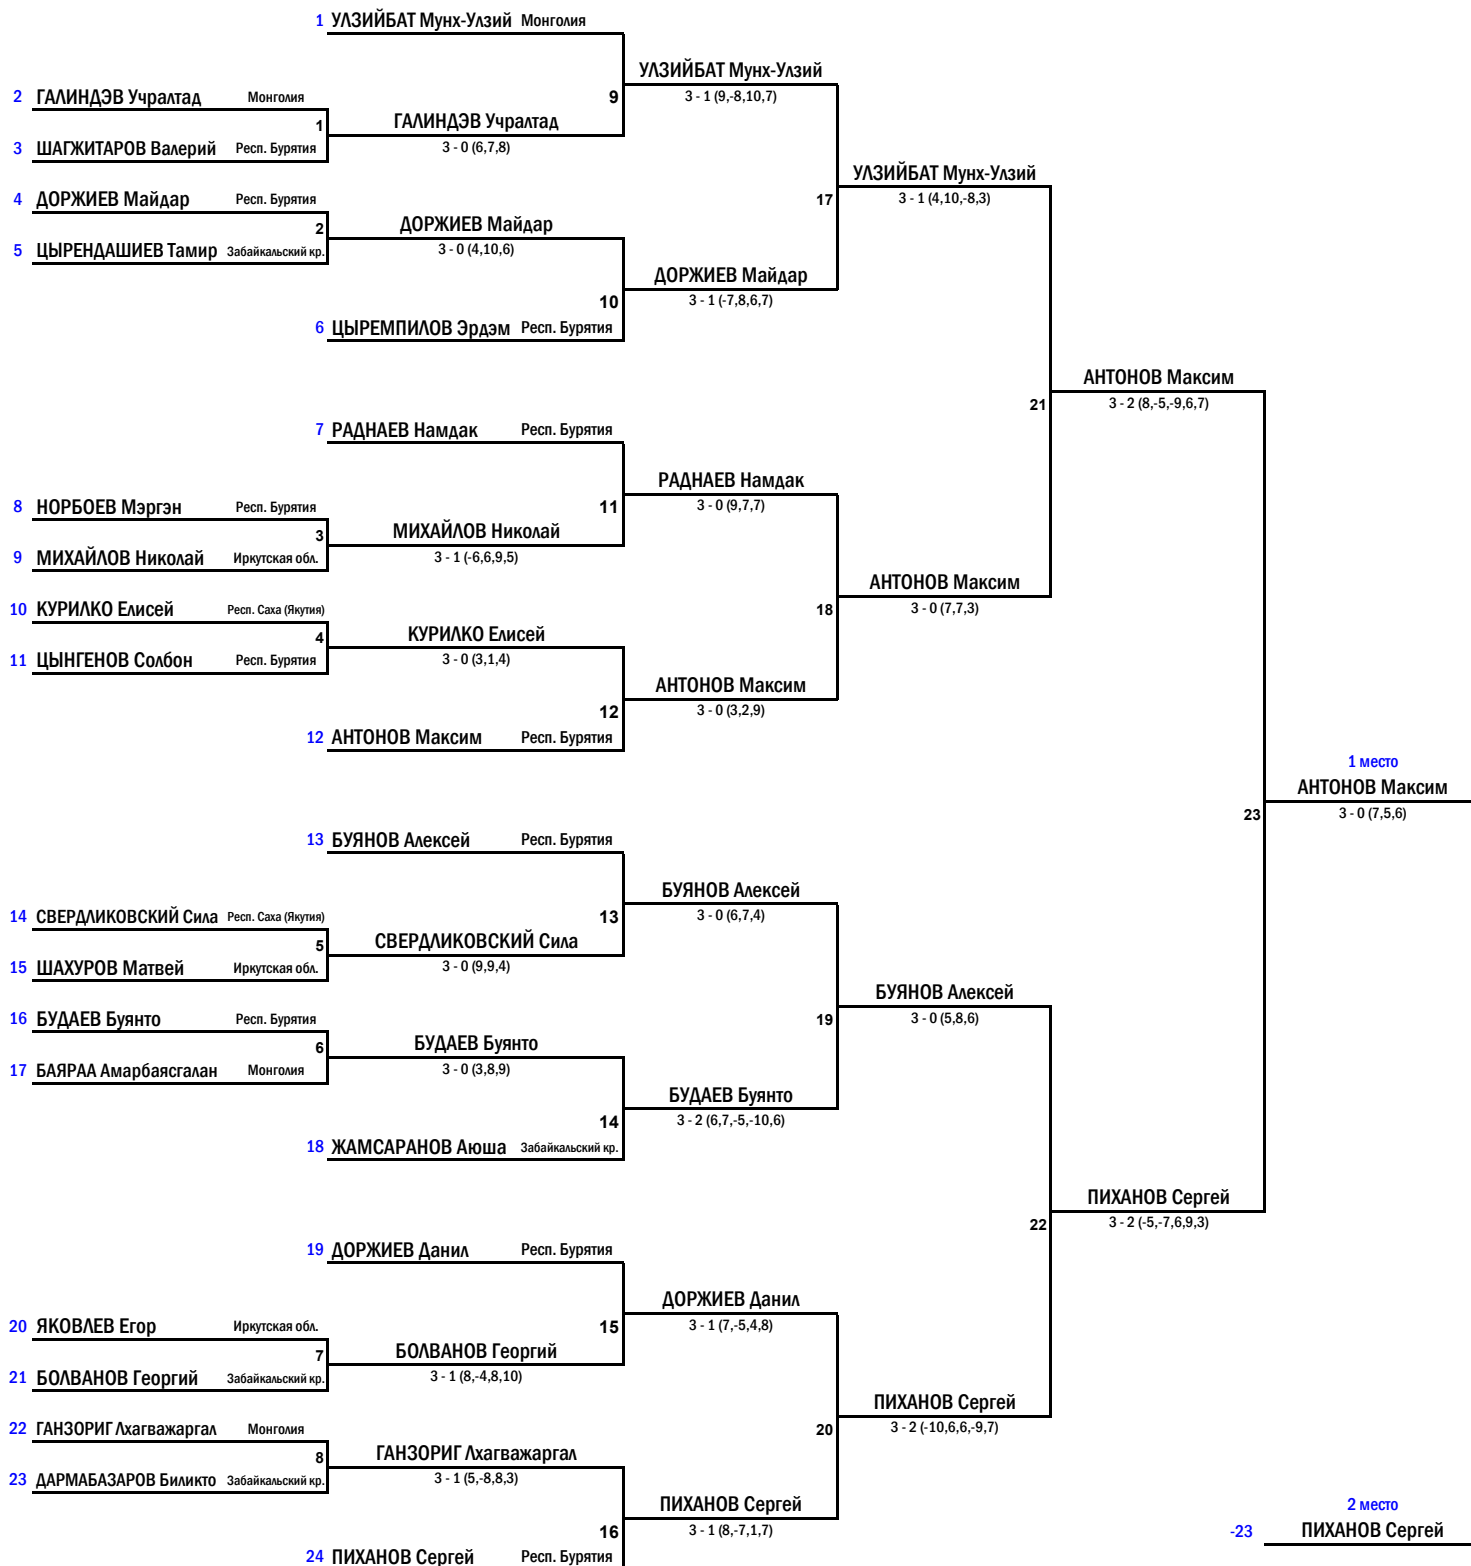 1 УЛЗИЙБАТ Мунх-Улзий Монголия
УЛЗИЙБАТ Мунх-Улзий
2 ГАЛИНДЭВ Учралтад Монголия
9
3 - 1 (9,-8,10,7)
1
ГАЛИНДЭВ Учралтад
3 ШАГЖИТАРОВ Валерий Респ. Бурятия
3 - 0 (6,7,8)
УЛЗИЙБАТ Мунх-Улзий
4 ДОРЖИЕВ Майдар Респ. Бурятия
17
3 - 1 (4,10,-8,3)
2
ДОРЖИЕВ Майдар
5 ЦЫРЕНДАШИЕВ Тамир Забайкальский кр.
3 - 0 (4,10,6)
ДОРЖИЕВ Майдар
10
3 - 1 (-7,8,6,7)
6 ЦЫРЕМПИЛОВ Эрдэм Респ. Бурятия
АНТОНОВ Максим
21
3 - 2 (8,-5,-9,6,7)
7 РАДНАЕВ Намдак Респ. Бурятия
РАДНАЕВ Намдак
8 НОРБОЕВ Мэргэн Респ. Бурятия
11
3 - 0 (9,7,7)
3
МИХАЙЛОВ Николай
9 МИХАЙЛОВ Николай Иркутская обл.
3 - 1 (-6,6,9,5)
АНТОНОВ Максим
10 КУРИЛКО Елисей Респ. Саха (Якутия)
18
3 - 0 (7,7,3)
4
КУРИЛКО Елисей
11 ЦЫНГЕНОВ Солбон Респ. Бурятия
3 - 0 (3,1,4)
АНТОНОВ Максим
12
3 - 0 (3,2,9)
12 АНТОНОВ Максим Респ. Бурятия
1 место
АНТОНОВ Максим
23
3 - 0 (7,5,6)
13 БУЯНОВ Алексей Респ. Бурятия
БУЯНОВ Алексей
14 СВЕРДЛИКОВСКИЙ Сила Респ. Саха (Якутия)
13
3 - 0 (6,7,4)
5
СВЕРДЛИКОВСКИЙ Сила
15 ШАХУРОВ Матвей Иркутская обл.
3 - 0 (9,9,4)
БУЯНОВ Алексей
16 БУДАЕВ Буянто Респ. Бурятия
19
3 - 0 (5,8,6)
6
БУДАЕВ Буянто
17 БАЯРАА Амарбаясгалан Монголия
3 - 0 (3,8,9)
БУДАЕВ Буянто
14
3 - 2 (6,7,-5,-10,6)
18 ЖАМСАРАНОВ Аюша Забайкальский кр.
ПИХАНОВ Сергей
22
3 - 2 (-5,-7,6,9,3)
19 ДОРЖИЕВ Данил Респ. Бурятия
ДОРЖИЕВ Данил
20 ЯКОВЛЕВ Егор Иркутская обл.
15
3 - 1 (7,-5,4,8)
7
БОЛВАНОВ Георгий
21 БОЛВАНОВ Георгий Забайкальский кр.
3 - 1 (8,-4,8,10)
ПИХАНОВ Сергей
22 ГАНЗОРИГ Лхагважаргал Монголия
20
3 - 2 (-10,6,6,-9,7)
8
ГАНЗОРИГ Лхагважаргал
23 ДАРМАБАЗАРОВ Биликто Забайкальский кр.
3 - 1 (5,-8,8,3)
ПИХАНОВ Сергей
2 место
16
3 - 1 (8,-7,1,7)
-23 ПИХАНОВ Сергей
24 ПИХАНОВ Сергей Респ. Бурятия